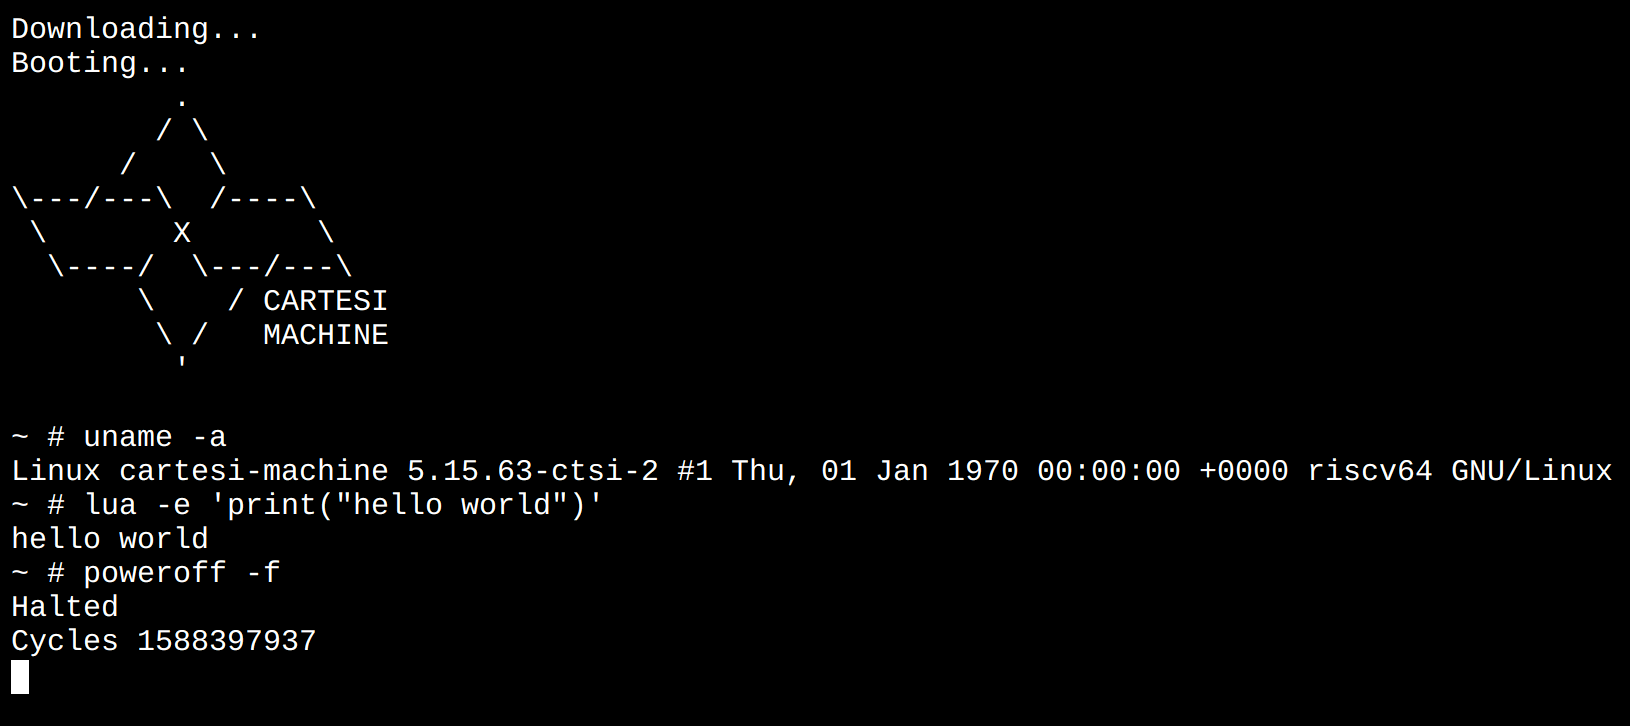 Downloading...
Booting...
         .
        / \
      /    \
\---/---\  /----\
 \       X       \
  \----/  \---/---\
       \    / CARTESI
        \ /   MACHINE
         '
~ # uname -a
Linux cartesi-machine 5.15.63-ctsi-2 #1 Thu, 01 Jan 1970 00:00:00 +0000 riscv64 GNU/Linux
~ # lua -e 'print("hello world")'
hello world
~ # poweroff -f
Halted
Cycles 1588397937